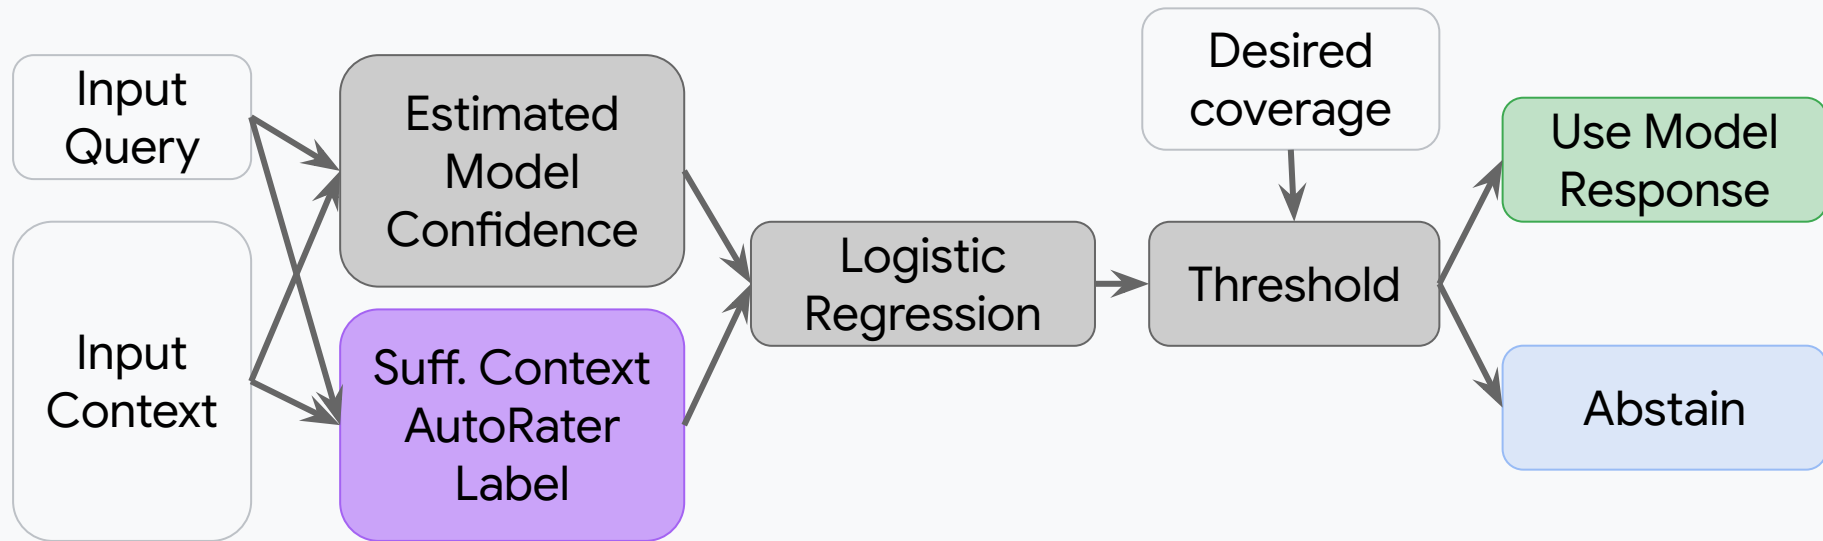 Input
Query
Input
Context
Estimated
Model
Confidence
Suff. Context
AutoRater
Label
Logistic
Regression
Desired
coverage
Threshold
Use Model
Response
Abstain